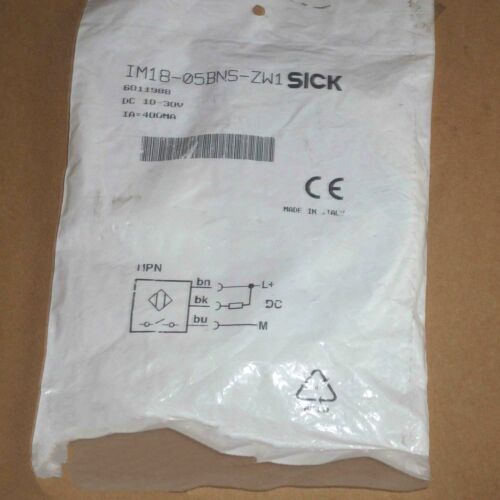 IM18-05BNS-ZW1 SICK
6011988
DC 10-30V
IA=400MA
CE
MADE IN ITALY
NPN
bn L+
bk DC
bu M